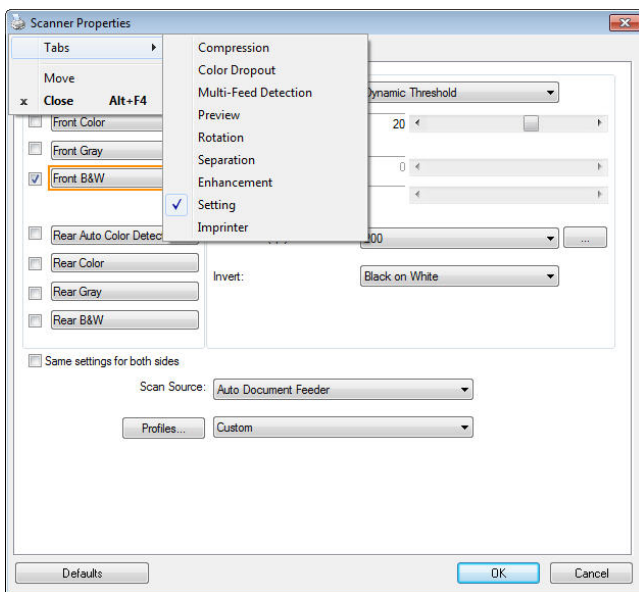 Scanner Properties
Tabs
Move
x Close Alt+F4
Compression
Color Dropout
Multi-Feed Detection
Preview
Rotation
Separation
Enhancement
Setting
Imprinter
Dynamic Threshold
Front Color
20
Front Gray
0
Front B&W
Rear Auto Color Detect
200
...
Rear Color
Invert: Black on White
Rear Gray
Rear B&W
Same settings for both sides
Scan Source: Auto Document Feeder
Profiles... Custom
Defaults OK Cancel